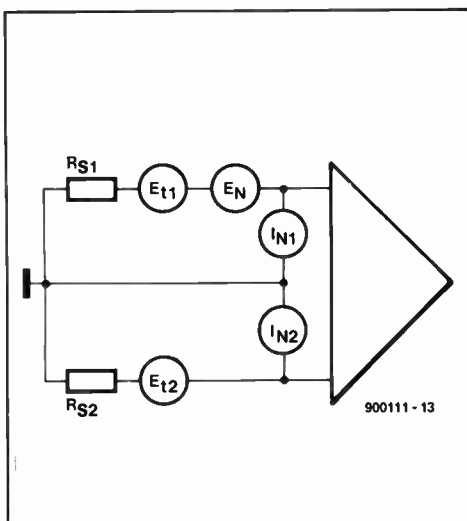 RS1
Et1
EN
IN1
IN2
RS2
Et2
900111 - 13